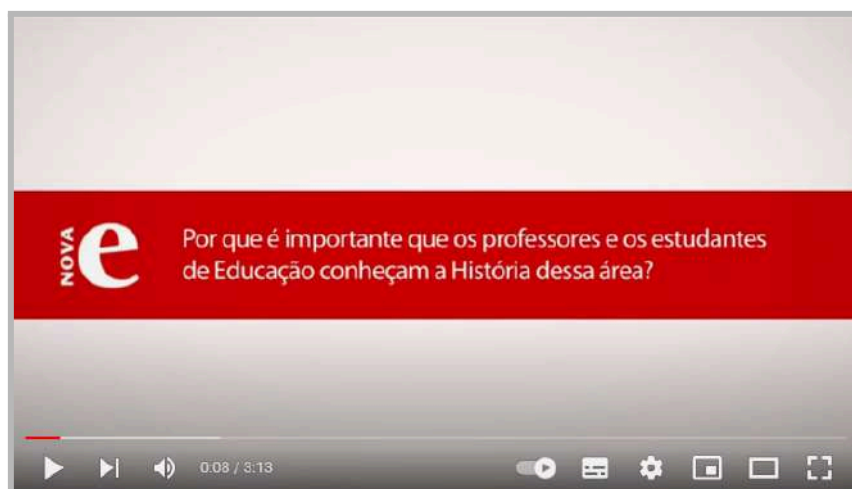 NOVA
e
Por que é importante que os professores e os estudantes
de Educação conheçam a História dessa área?
0:08 / 3:13